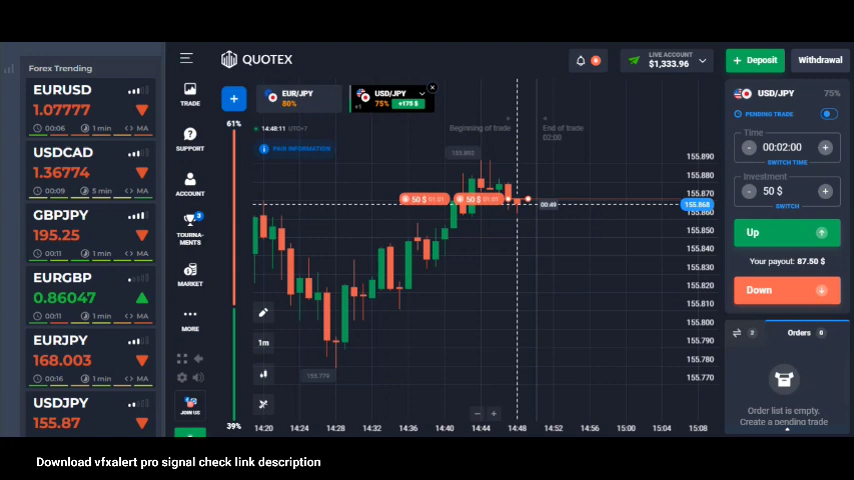 Forex Trending
EURUSD
1.07777
00:06 1 min MA
USDCAD
1.36774
00:09 5 min MA
GBPJPY
195.25
00:11 1 min MA
EURGBP
0.86047
00:11 1 min MA
EURJPY
168.003
00:16 1 min MA
USDJPY
155.87
TRADE
SUPPORT
ACCOUNT
3
TOURNA-
MENTS
MARKET
MORE
JOIN US
QUOTEX
LIVE ACCOUNT
$1,333.96
+ Deposit
Withdrawal
+
EUR/JPY
80%
USD/JPY
75% +175 $
+1
61%
39%
14:48:11 UTC+7
PAIR INFORMATION
Beginning of trade
End of trade
02:00
155.892
50 $ 01:01
50 $
00:49
155.779
1m
155.890
155.880
155.870
155.868
155.860
155.850
155.840
155.830
155.820
155.810
155.800
155.790
155.780
155.770
14:20 14:24 14:28 14:32 14:36 14:40 14:44 14:48 14:52 14:56 15:00 15:04 15:08
USD/JPY 75%
PENDING TRADE
Time
- 00:02:00 +
SWITCH TIME
Investment
- 50 $ +
SWITCH
Up
Your payout: 87.50 $
Down
2 Orders 0
Order list is empty.
Create a pending trade
Download vfxalert pro signal check link description